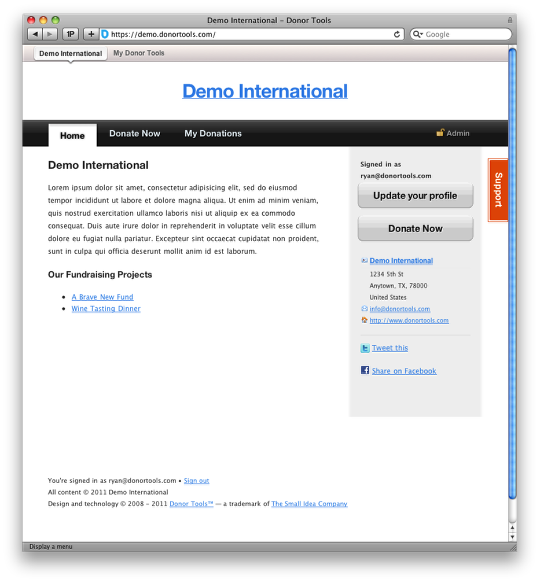 Demo International – Donor Tools
1P
+
https://demo.donortools.com/
Google
Demo International
My Donor Tools
Demo International
Home
Donate Now
My Donations
Admin
Demo International
Lorem ipsum dolor sit amet, consectetur adipisicing elit, sed do eiusmod
tempor incididunt ut labore et dolore magna aliqua. Ut enim ad minim veniam,
quis nostrud exercitation ullamco laboris nisi ut aliquip ex ea commodo
consequat. Duis aute irure dolor in reprehenderit in voluptate velit esse cillum
dolore eu fugiat nulla pariatur. Excepteur sint occaecat cupidatat non proident,
sunt in culpa qui officia deserunt mollit anim id est laborum.
Our Fundraising Projects
• A Brave New Fund
• Wine Tasting Dinner
Signed in as
ryan@donortools.com
Update your profile
Donate Now
Demo International
1234 5th St
Anytown, TX, 78000
United States
info@donortools.com
http://www.donortools.com
Tweet this
Share on Facebook
Support
You're signed in as ryan@donortools.com • Sign out
All content © 2011 Demo International
Design and technology © 2008 – 2011 Donor Tools™ — a trademark of The Small Idea Company
Display a menu